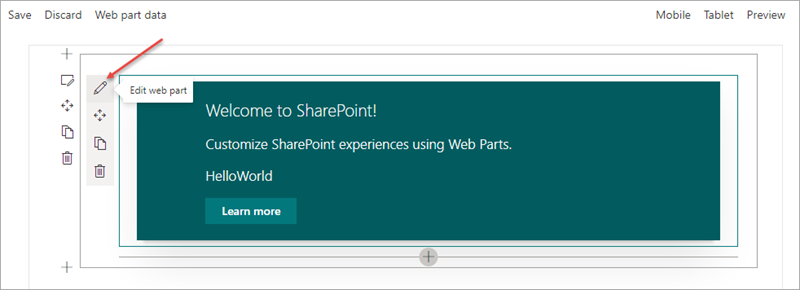 Save Discard Web part data Mobile Tablet Preview
Edit web part
Welcome to SharePoint!
Customize SharePoint experiences using Web Parts.
HelloWorld
Learn more